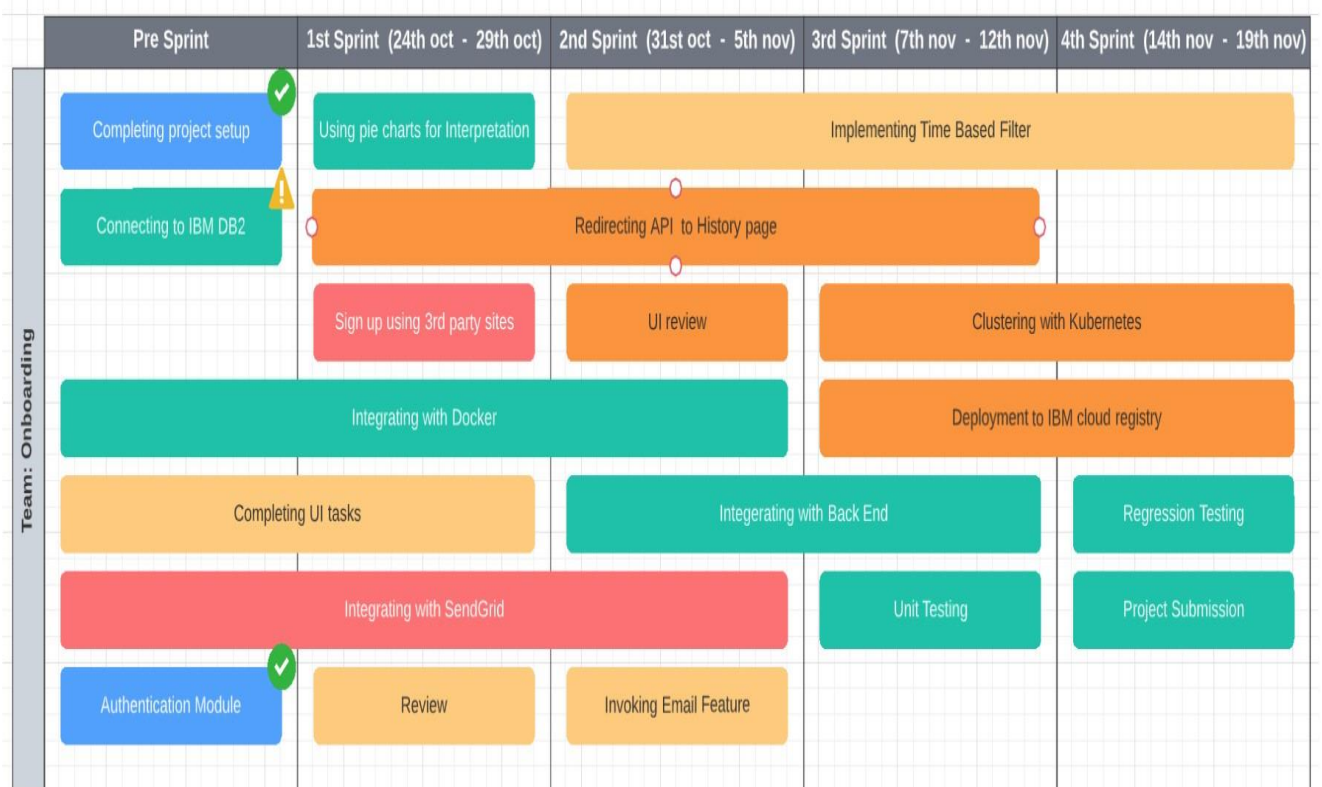 Pre Sprint
1st Sprint (24th oct - 29th oct)
2nd Sprint (31st oct - 5th nov)
3rd Sprint (7th nov - 12th nov)
4th Sprint (14th nov - 19th nov)
Team: Onboarding
Completing project setup
Using pie charts for Interpretation
Implementing Time Based Filter
Connecting to IBM DB2
Redirecting API to History page
Sign up using 3rd party sites
UI review
Clustering with Kubernetes
Integrating with Docker
Deployment to IBM cloud registry
Completing UI tasks
Integerating with Back End
Regression Testing
Integrating with SendGrid
Unit Testing
Project Submission
Authentication Module
Review
Invoking Email Feature